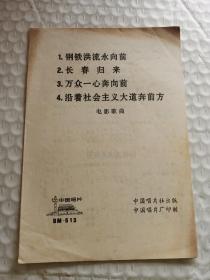 1. 钢铁洪流永向前
2. 长春归来
3. 万众一心奔向前
4. 沿着社会主义大道奔前方
电影歌曲
中国唱片
BM-613
中国唱片社出版
中国唱片厂印制